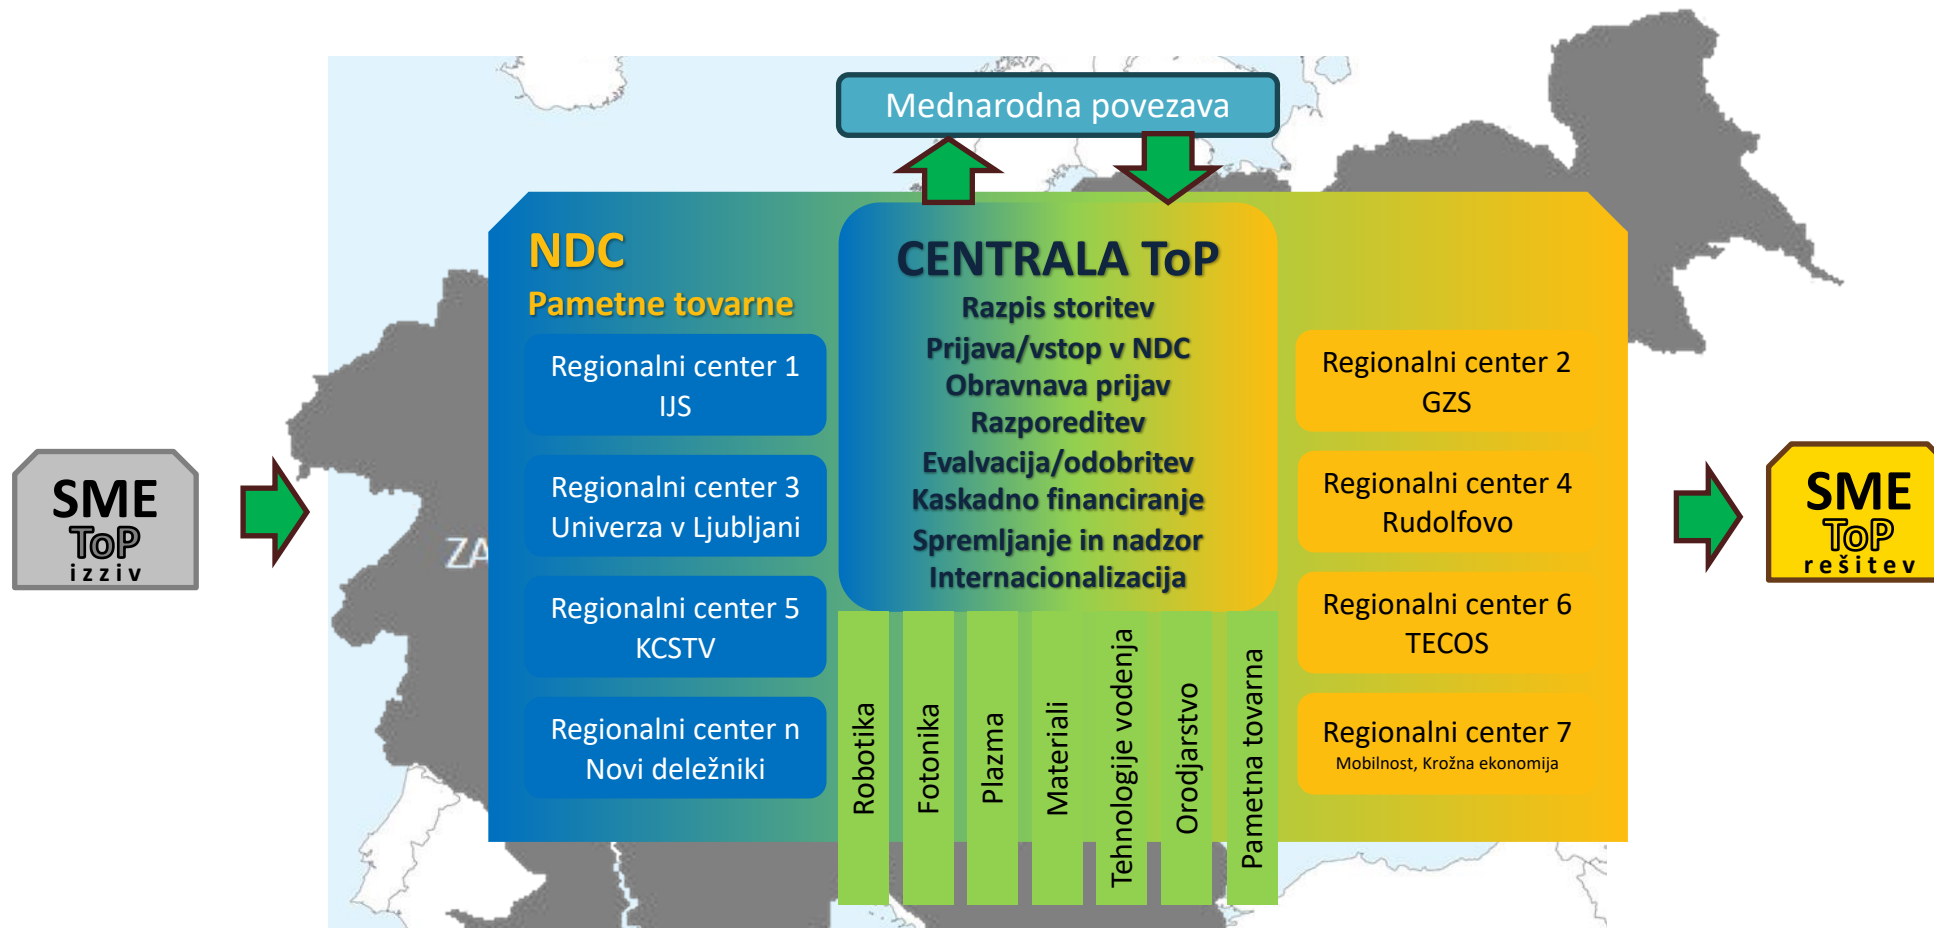 Mednarodna povezava
NDC
Pametne tovarne
CENTRALA ToP
Razpis storitev
Prijava/vstop v NDC
Obravnava prijav
Razporeditev
Evalvacija/odobritev
Kaskadno financiranje
Spremljanje in nadzor
Internacionalizacija
Regionalni center 1
IJS
Regionalni center 3
Univerza v Ljubljani
Regionalni center 5
KCSTV
Regionalni center n
Novi deležniki
Regionalni center 2
GZS
Regionalni center 4
Rudolfovo
Regionalni center 6
TECOS
Regionalni center 7
Mobilnost, Krožna ekonomija
SME
ToP
izziv
ZA
SME
ToP
rešitev
Robotika
Fotonika
Plazma
Materiali
Tehnologije vodenja
Orodjarstvo
Pametna tovarna